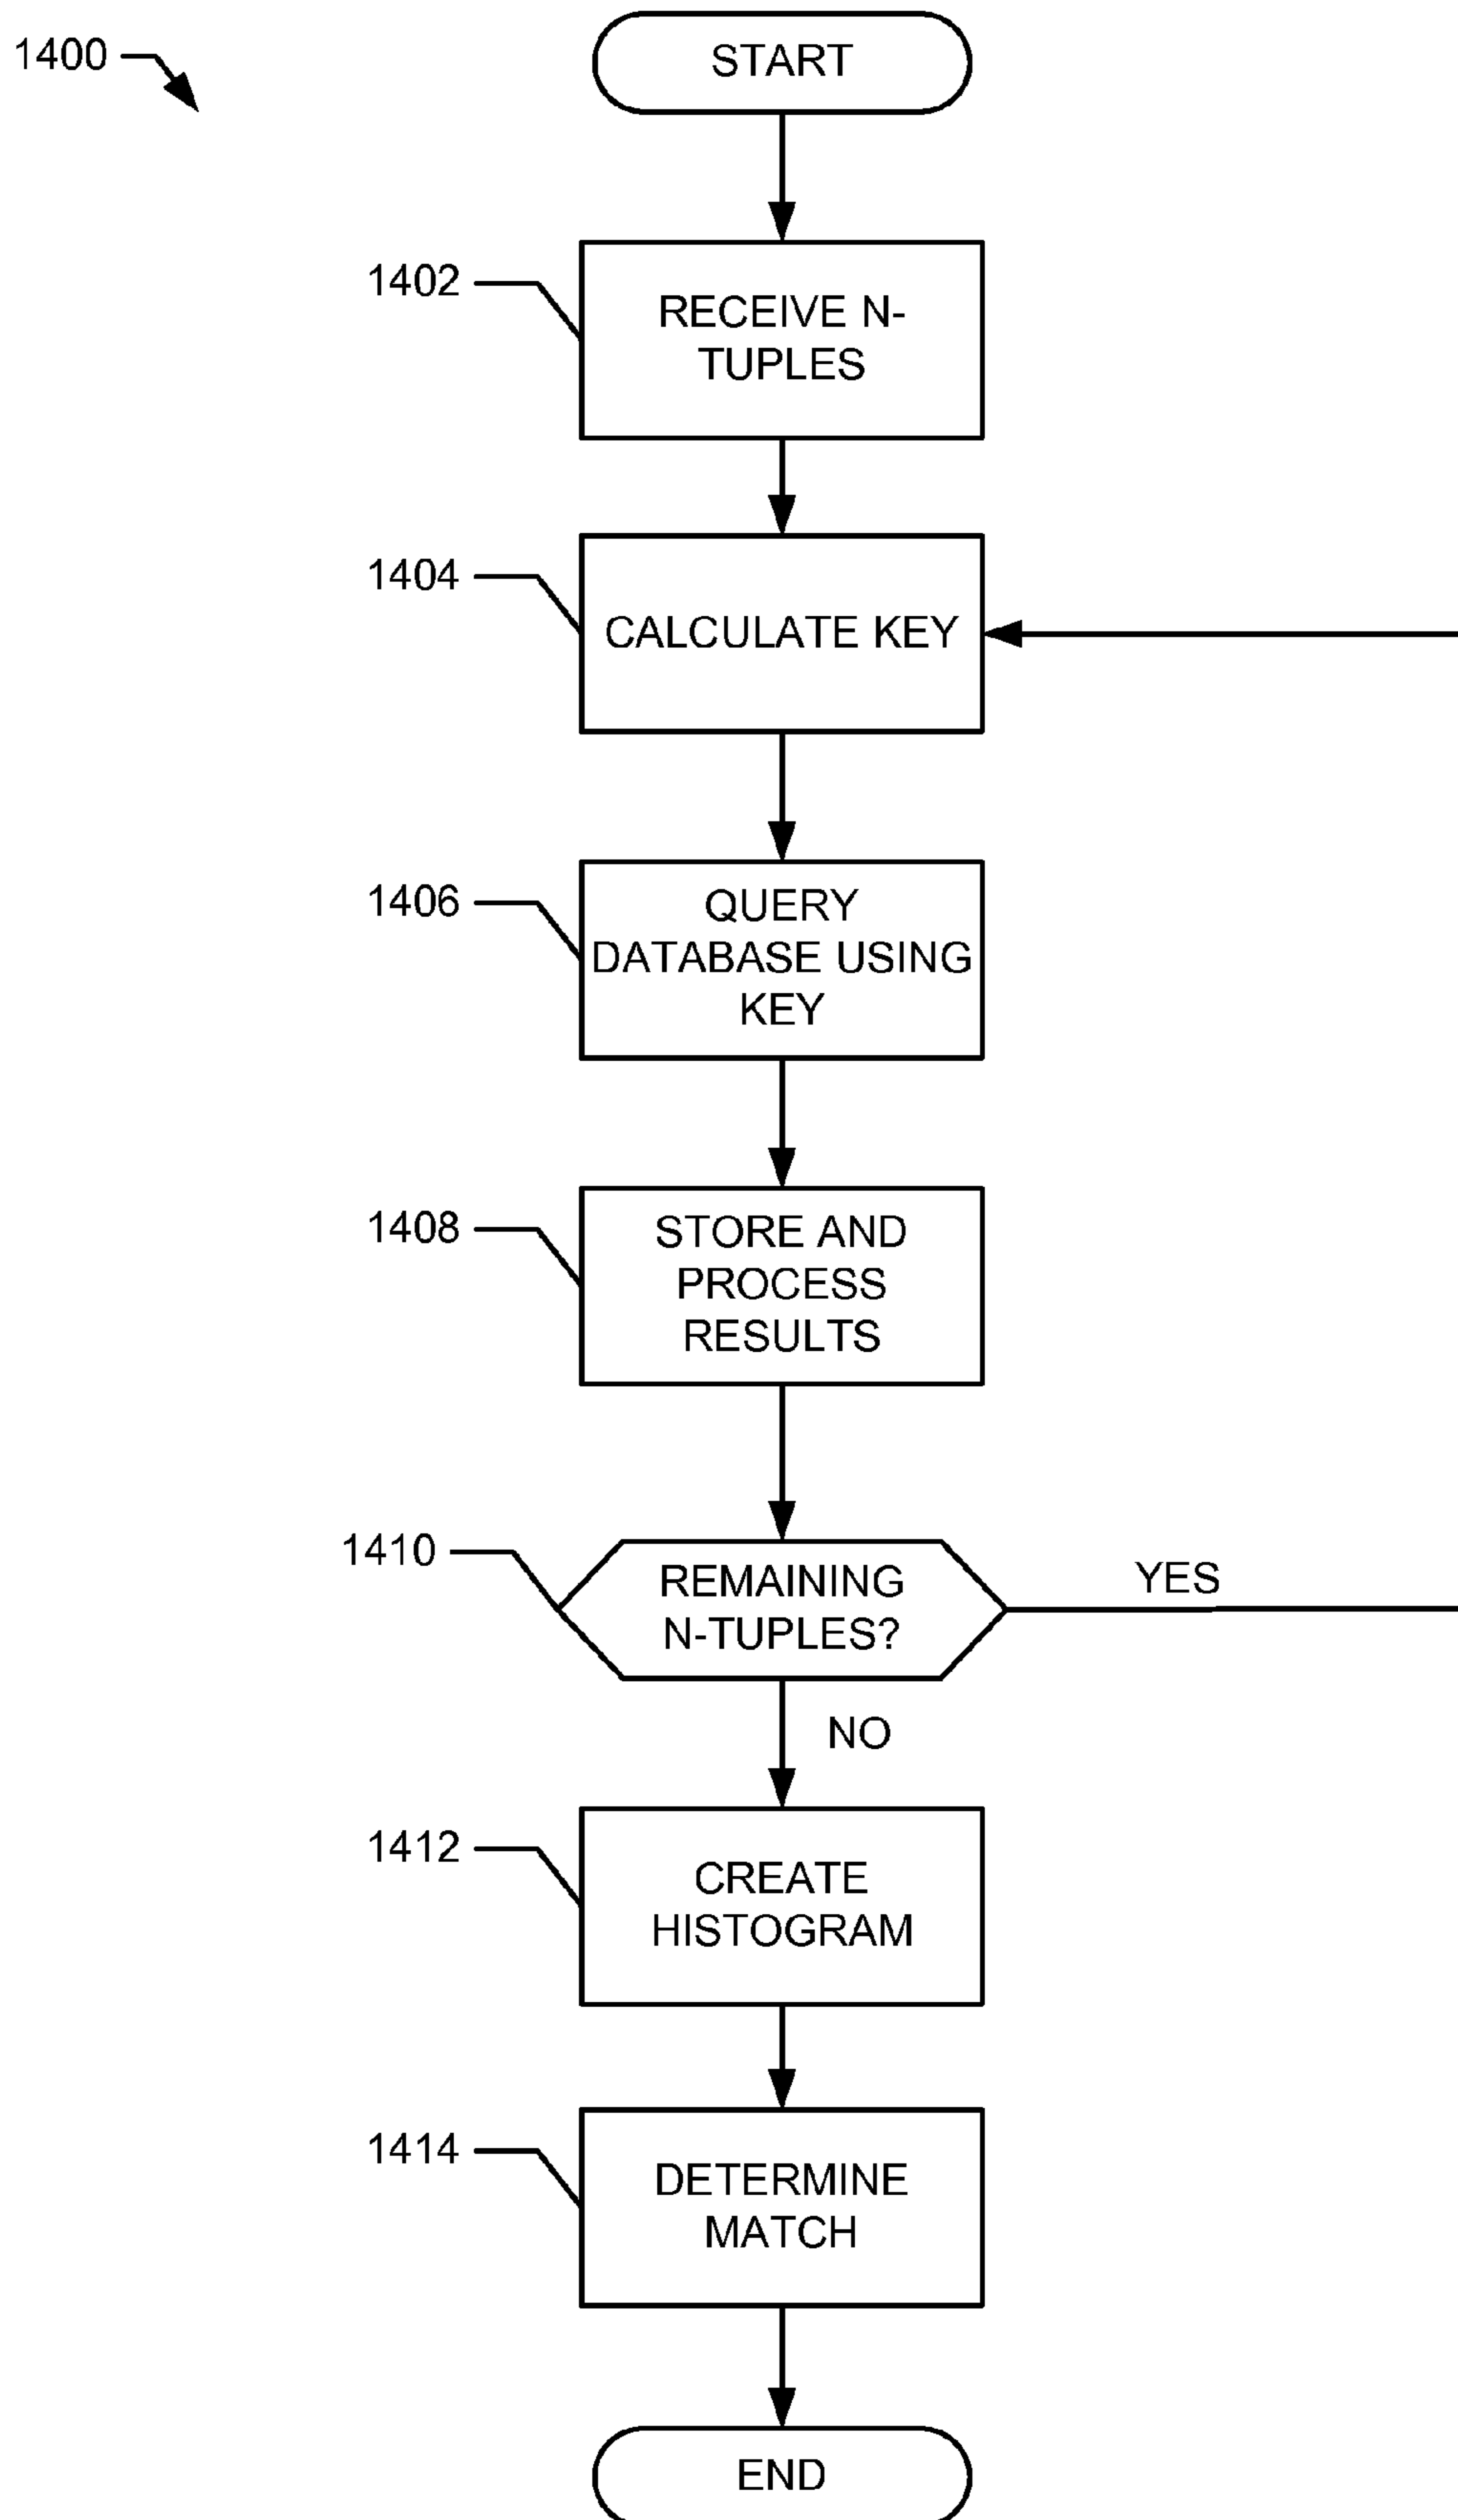 1400
START
1402
RECEIVE N-
TUPLES
1404
CALCULATE KEY
1406
QUERY
DATABASE USING
KEY
1408
STORE AND
PROCESS
RESULTS
1410
REMAINING
N-TUPLES?
YES
NO
1412
CREATE
HISTOGRAM
1414
DETERMINE
MATCH
END